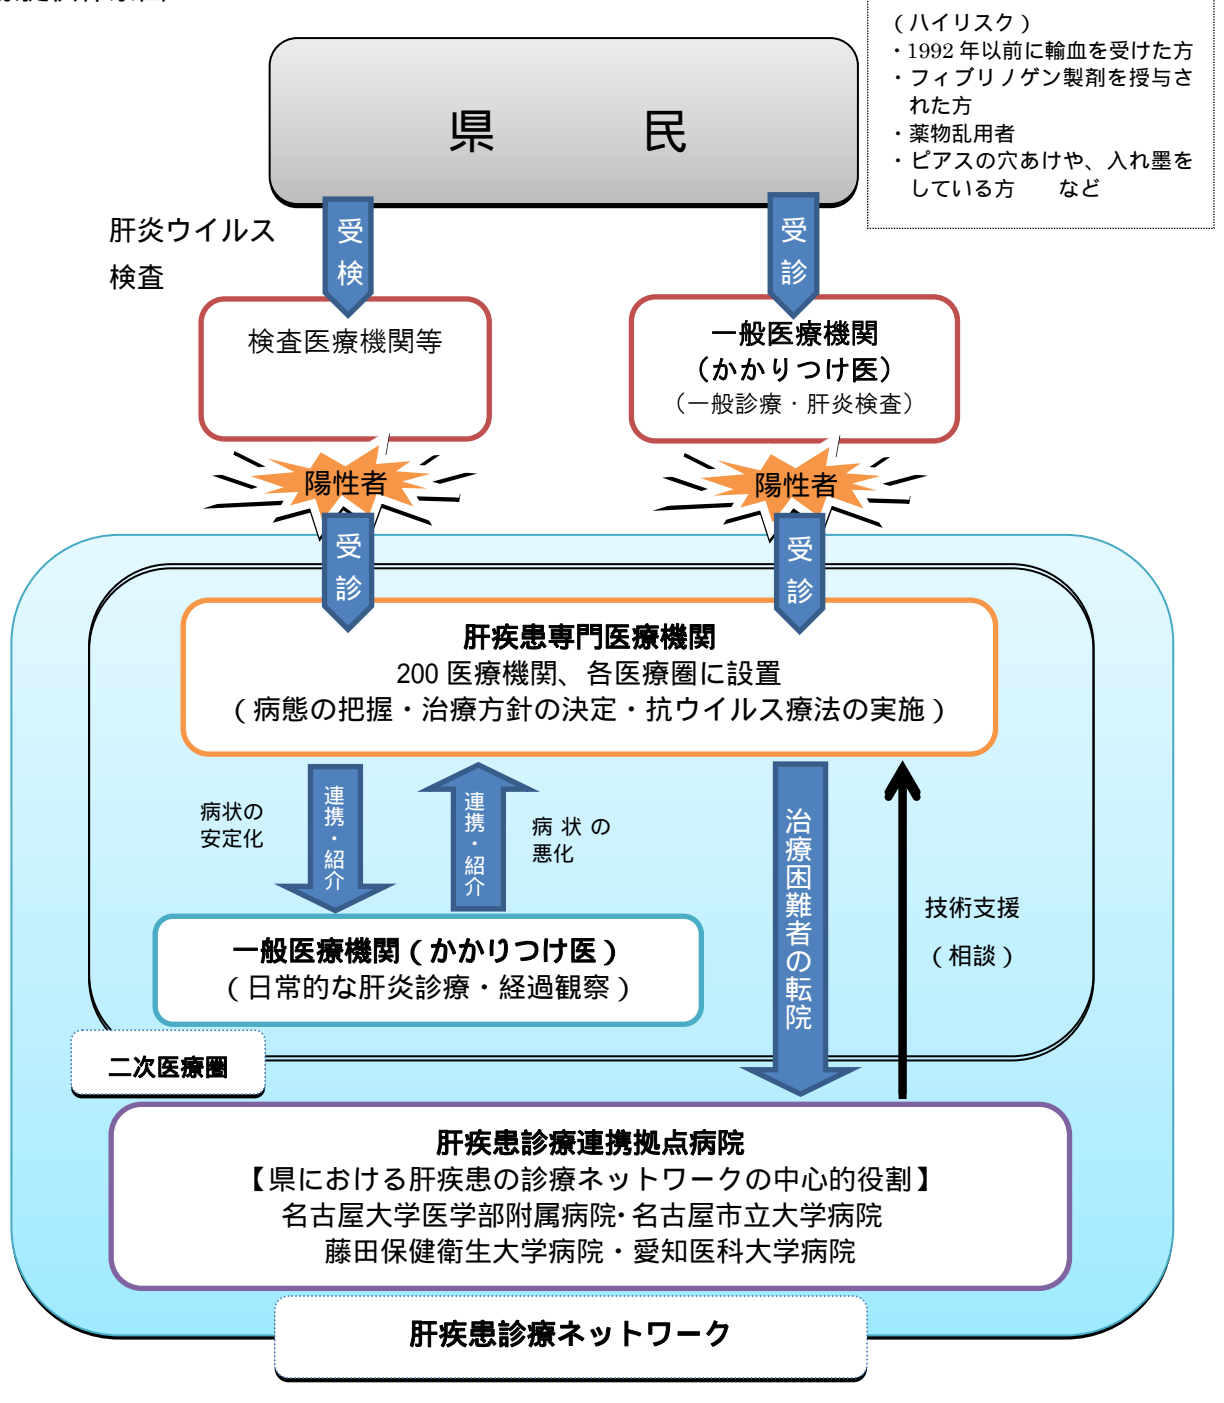 (ハイリスク)
・1992 年以前に輸血を受けた方
・フィブリノゲン製剤を授与さ
れた方
・薬物乱用者
・ピアスの穴あけや、入れ墨を
している方　　など
県　　　民
肝炎ウイルス
検査
受検
受診
検査医療機関等
一般医療機関
(かかりつけ医)
(一般診療・肝炎検査)
陽性者
陽性者
受診
受診
肝疾患専門医療機関
200 医療機関、各医療圏に設置
(病態の把握・治療方針の決定・抗ウイルス療法の実施)
病状の
安定化
連携・紹介
連携・紹介
病状の
悪化
治療困難者の転院
技術支援
(相談)
一般医療機関(かかりつけ医)
(日常的な肝炎診療・経過観察)
二次医療圏
肝疾患診療連携拠点病院
【県における肝疾患の診療ネットワークの中心的役割】
名古屋大学医学部附属病院・名古屋市立大学病院
藤田保健衛生大学病院・愛知医科大学病院
肝疾患診療ネットワーク